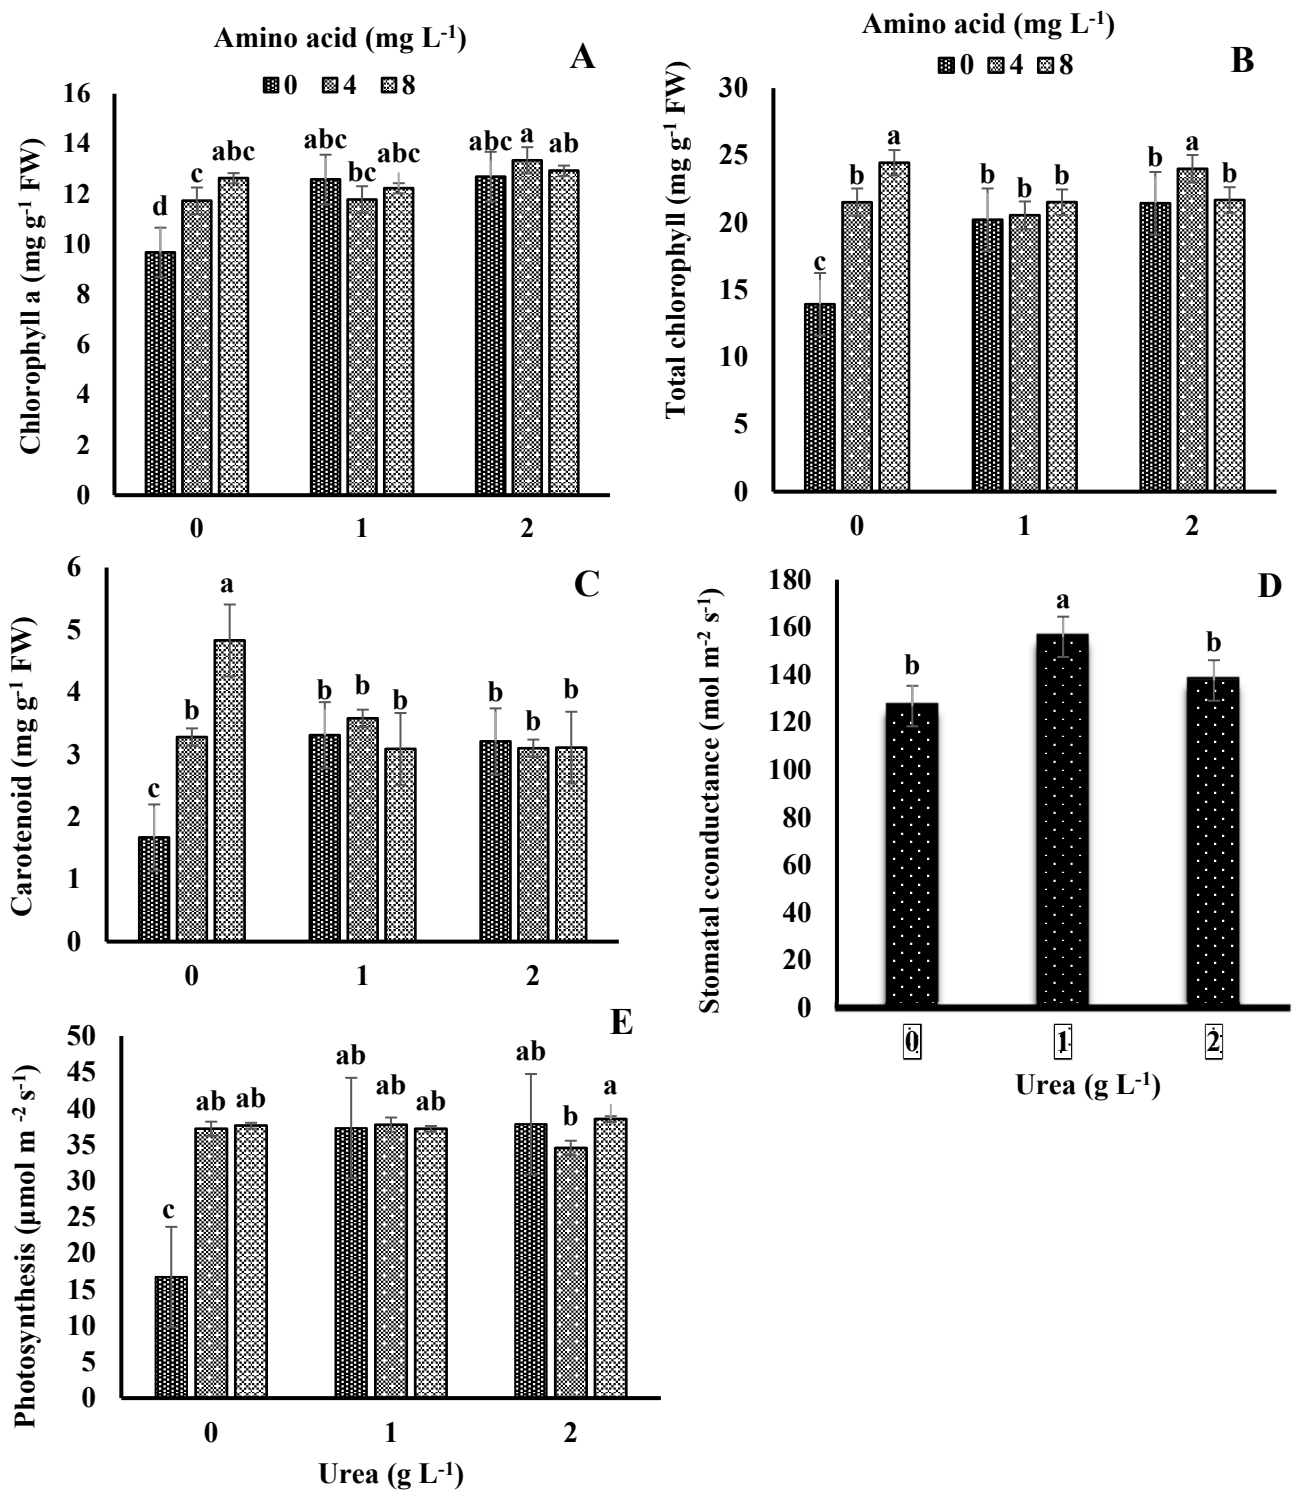 Amino acid (mg L-1)
0 4 8
A
Chlorophyll a (mg g-1 FW)
16
14
12
10
8
6
4
2
0
d c abc abc bc abc abc a ab
0 1 2
Amino acid (mg L-1)
0 4 8
B
Total chlorophyll (mg g-1 FW)
30
25
20
15
10
5
0
c b a b b b b a b
0 1 2
C
Carotenoid (mg g-1 FW)
6
5
4
3
2
1
0
c b a b b b b b b
0 1 2
D
Stomatal cconductance (mol m-2 s-1)
180
160
140
120
100
80
60
40
20
0
b a b
0 1 2
Urea (g L-1)
E
Photosynthesis (µmol m -2 s-1)
50
45
40
35
30
25
20
15
10
5
0
c ab ab ab ab ab ab b a
0 1 2
Urea (g L-1)